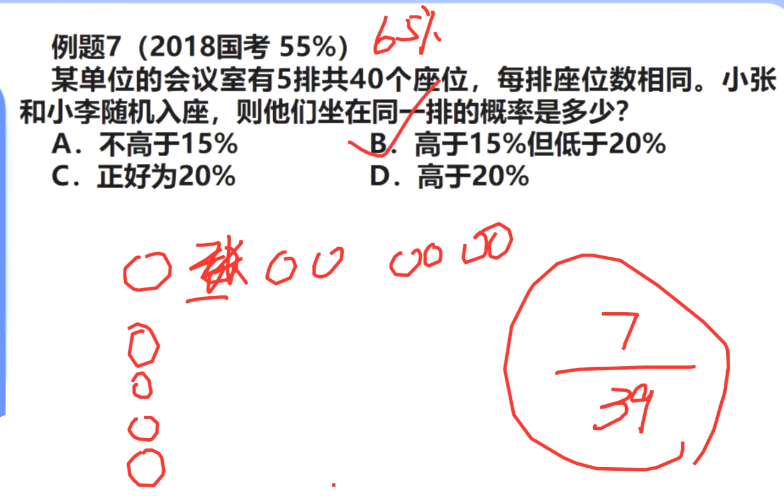 例题7（2018国考 55%） 65%
某单位的会议室有5排共40个座位，每排座位数相同。小张
和小李随机入座，则他们坐在同一排的概率是多少？
A．不高于15% B．高于15%但低于20%
C．正好为20% D．高于20%
张
7
39